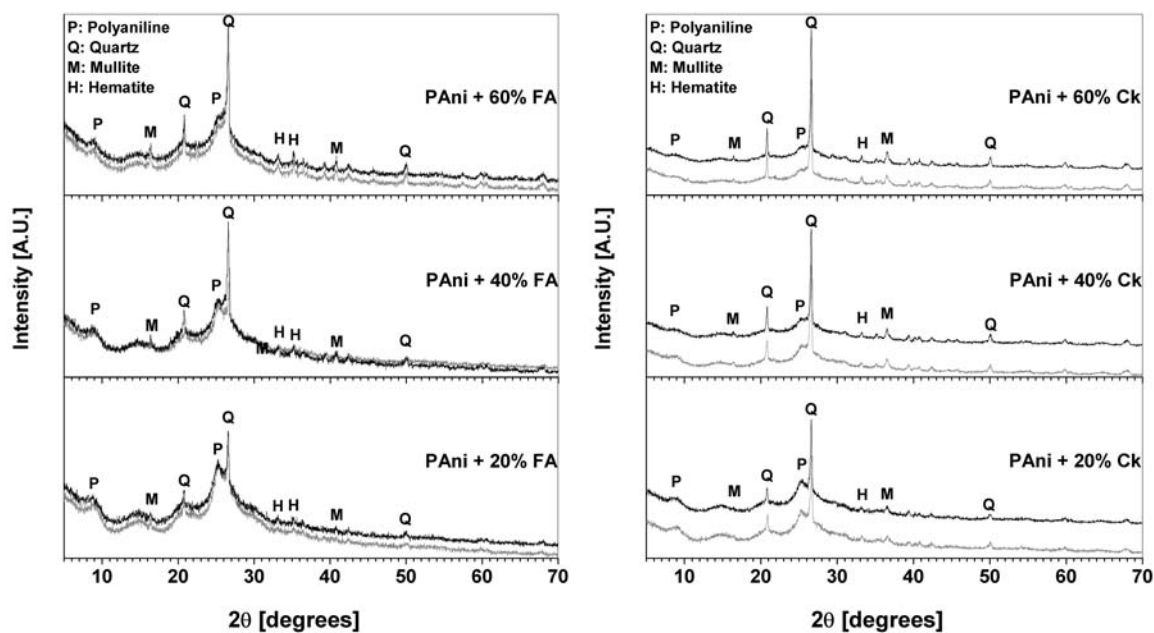 P: Polyaniline
Q: Quartz
M: Mullite
H: Hematite
Q
P
M
Q
P
H
H
M
Q
PAni + 60% FA
Q
P
M
Q
P
M
H
H
M
Q
PAni + 40% FA
Q
P
M
Q
P
H
H
M
Q
PAni + 20% FA
Intensity [A.U.]
10 20 30 40 50 60 70
2θ [degrees]
P: Polyaniline
Q: Quartz
M: Mullite
H: Hematite
Q
P
M
Q
P
H
M
Q
PAni + 60% Ck
Q
P
M
Q
P
H
M
Q
PAni + 40% Ck
Q
P
M
Q
P
H
M
Q
PAni + 20% Ck
Intensity [A.U.]
10 20 30 40 50 60 70
2θ [degrees]